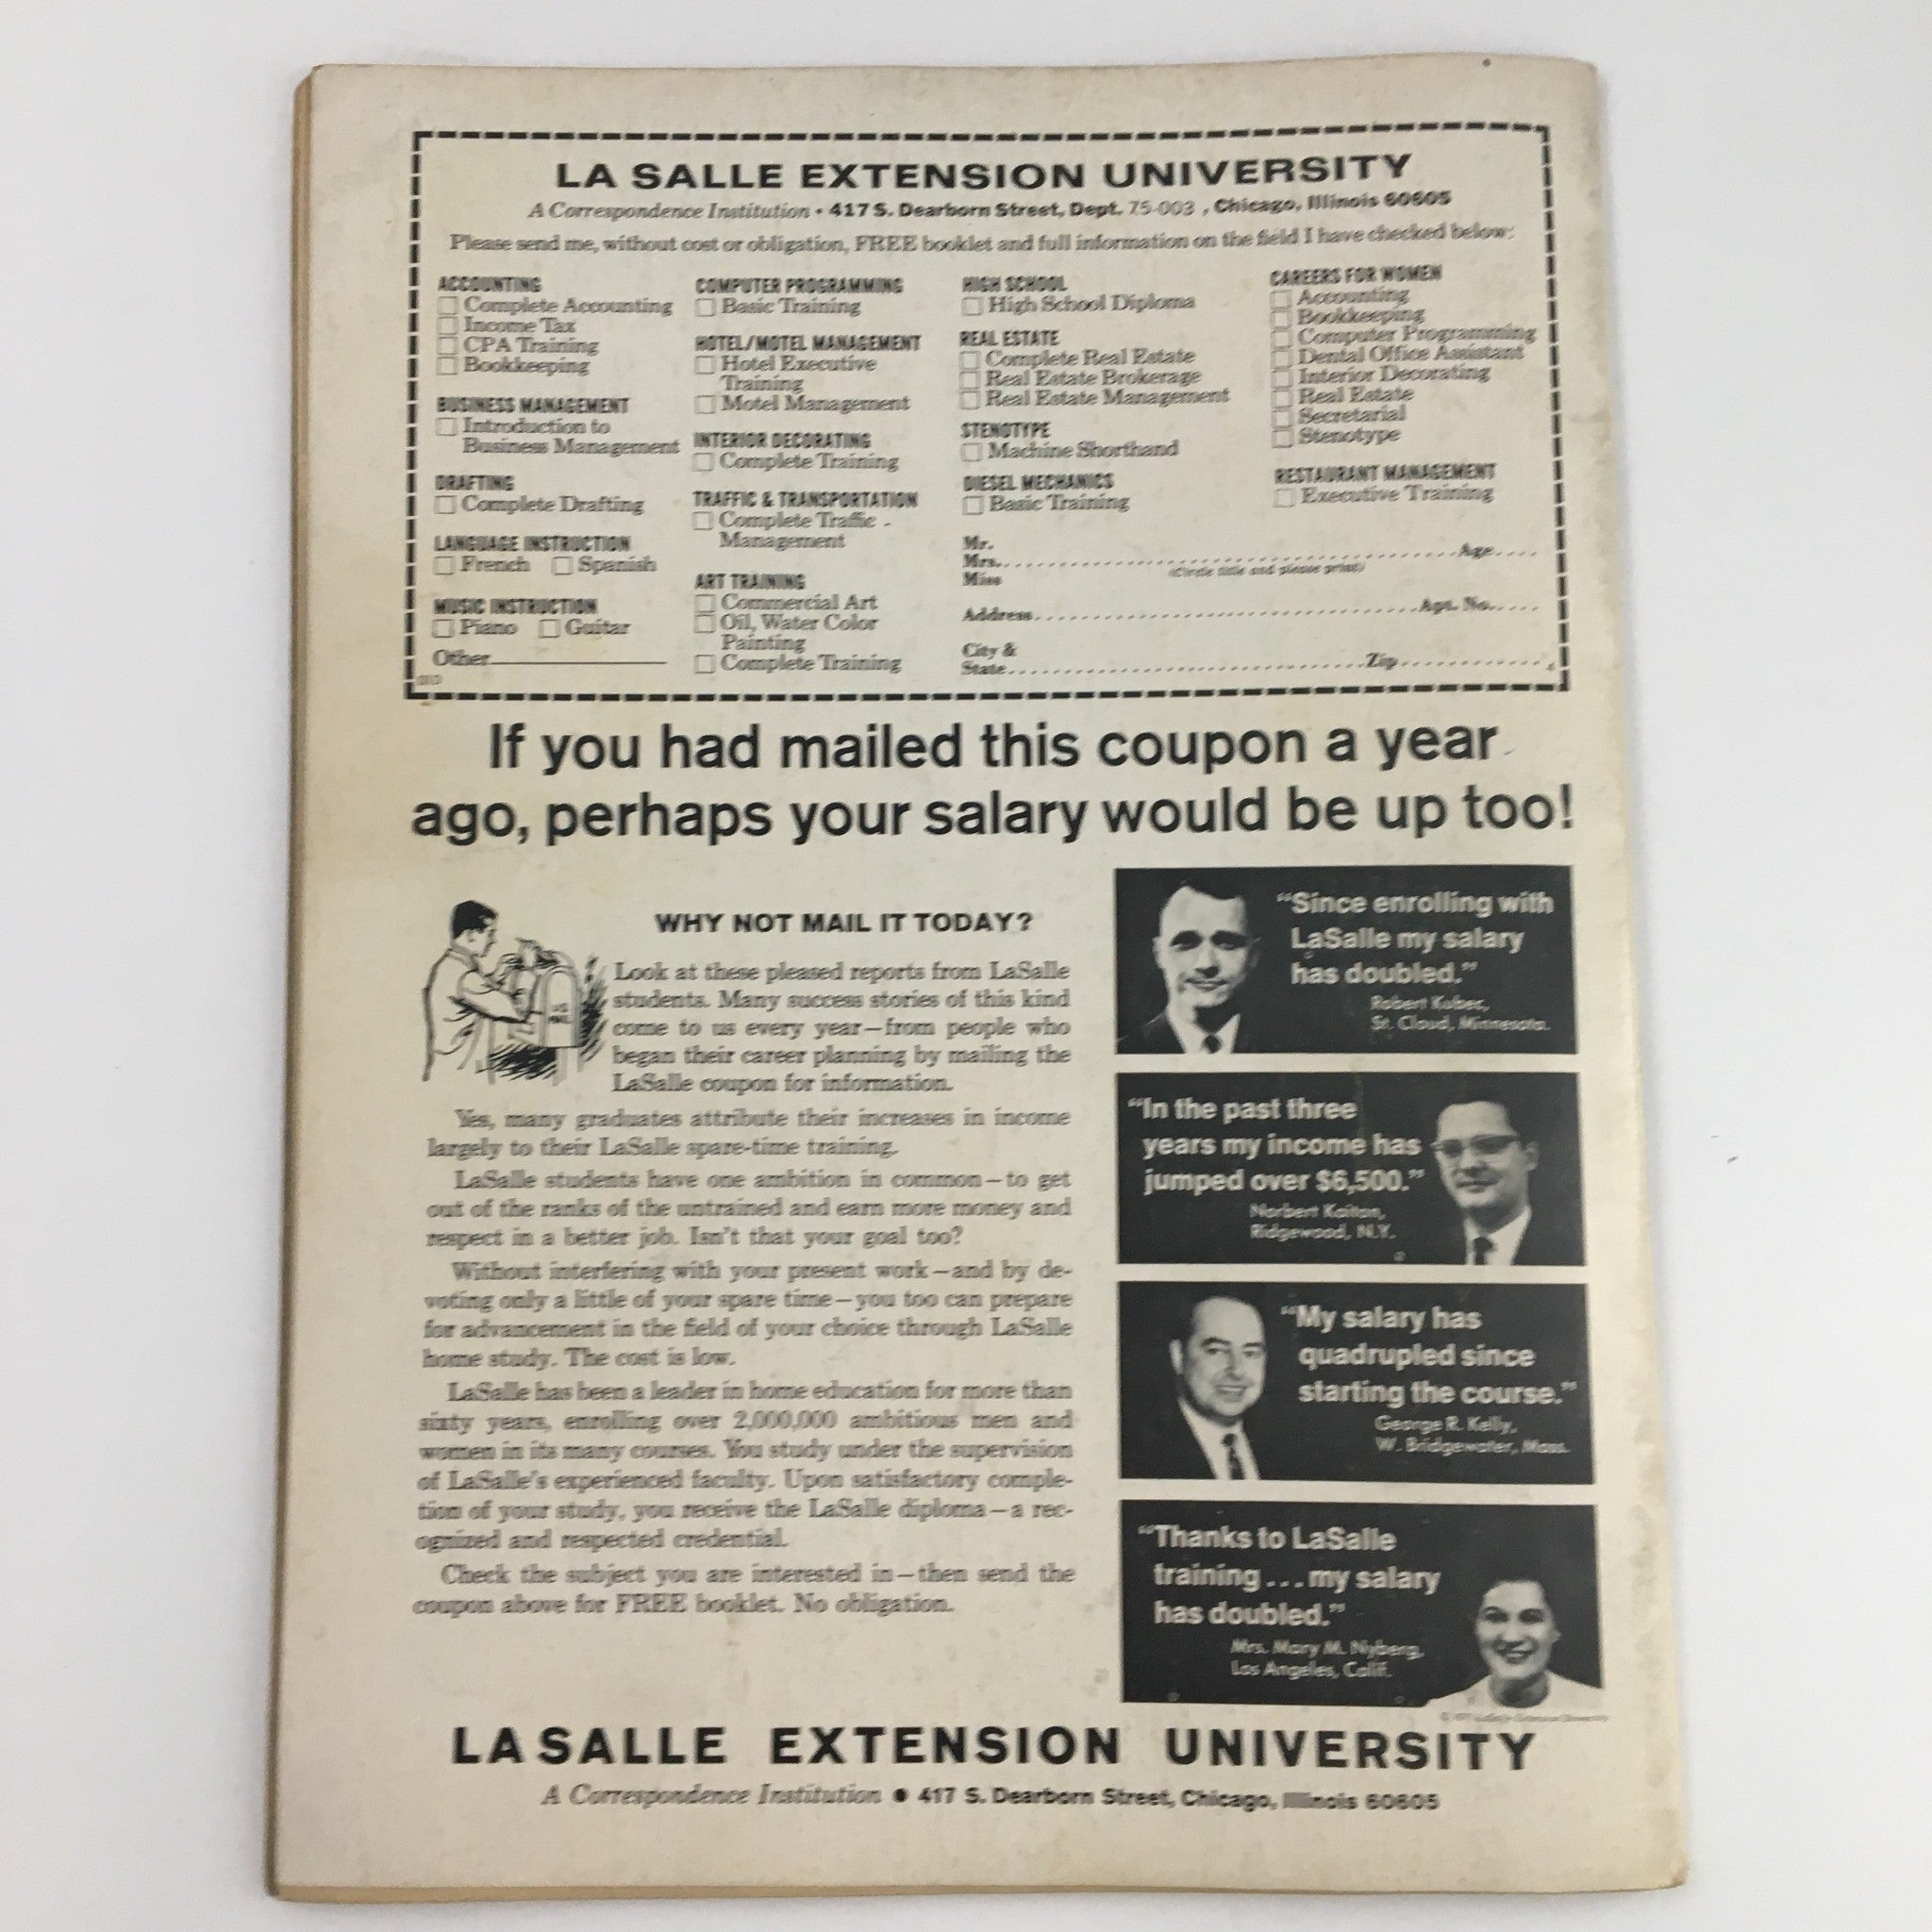 LA SALLE EXTENSION UNIVERSITY
A Correspondence Institution • 417 S. Dearborn Street, Dept. 75-003 , Chicago, Illinois 60605
Please send me, without cost or obligation, FREE booklet and full information on the field I have checked below:
ACCOUNTING
Complete Accounting
Income Tax
CPA Training
Bookkeeping
BUSINESS MANAGEMENT
Introduction to
Business Management
DRAFTING
Complete Drafting
LANGUAGE INSTRUCTION
French Spanish
MUSIC INSTRUCTION
Piano Guitar
Other
COMPUTER PROGRAMMING
Basic Training
HOTEL/MOTEL MANAGEMENT
Hotel Executive
Training
Motel Management
INTERIOR DECORATING
Complete Training
TRAFFIC & TRANSPORTATION
Complete Traffic
Management
ART TRAINING
Commercial Art
Oil, Water Color
Painting
Complete Training
HIGH SCHOOL
High School Diploma
REAL ESTATE
Complete Real Estate
Real Estate Brokerage
Real Estate Management
STENOTYPE
Machine Shorthand
DIESEL MECHANICS
Basic Training
CAREERS FOR WOMEN
Accounting
Bookkeeping
Computer Programming
Dental Office Assistant
Interior Decorating
Real Estate
Secretarial
Stenotype
RESTAURANT MANAGEMENT
Executive Training
Mr.
Mrs. Age
Miss (Circle title and please print)
Address Apt. No.
City &
State Zip
If you had mailed this coupon a year
ago, perhaps your salary would be up too!
WHY NOT MAIL IT TODAY?
Look at these pleased reports from LaSalle
students. Many success stories of this kind
come to us every year—from people who
began their career planning by mailing the
LaSalle coupon for information.
Yes, many graduates attribute their increases in income
largely to their LaSalle spare-time training.
LaSalle students have one ambition in common—to get
out of the ranks of the untrained and earn more money and
respect in a better job. Isn't that your goal too?
Without interfering with your present work—and by de-
voting only a little of your spare time—you too can prepare
for advancement in the field of your choice through LaSalle
home study. The cost is low.
LaSalle has been a leader in home education for more than
sixty years, enrolling over 2,000,000 ambitious men and
women in its many courses. You study under the supervision
of LaSalle's experienced faculty. Upon satisfactory comple-
tion of your study, you receive the LaSalle diploma—a rec-
ognized and respected credential.
Check the subject you are interested in—then send the
coupon above for FREE booklet. No obligation.
U.S.
MAIL
"Since enrolling with
LaSalle my salary
has doubled."
Robert Kubec,
St. Cloud, Minnesota.
"In the past three
years my income has
jumped over $6,500."
Norbert Kaitan,
Ridgewood, N.Y.
"My salary has
quadrupled since
starting the course."
George R. Kelly,
W. Bridgewater, Mass.
"Thanks to LaSalle
training...my salary
has doubled."
Mrs. Mary M. Nyberg,
Los Angeles, Calif.
LA SALLE EXTENSION UNIVERSITY
A Correspondence Institution • 417 S. Dearborn Street, Chicago, Illinois 60605